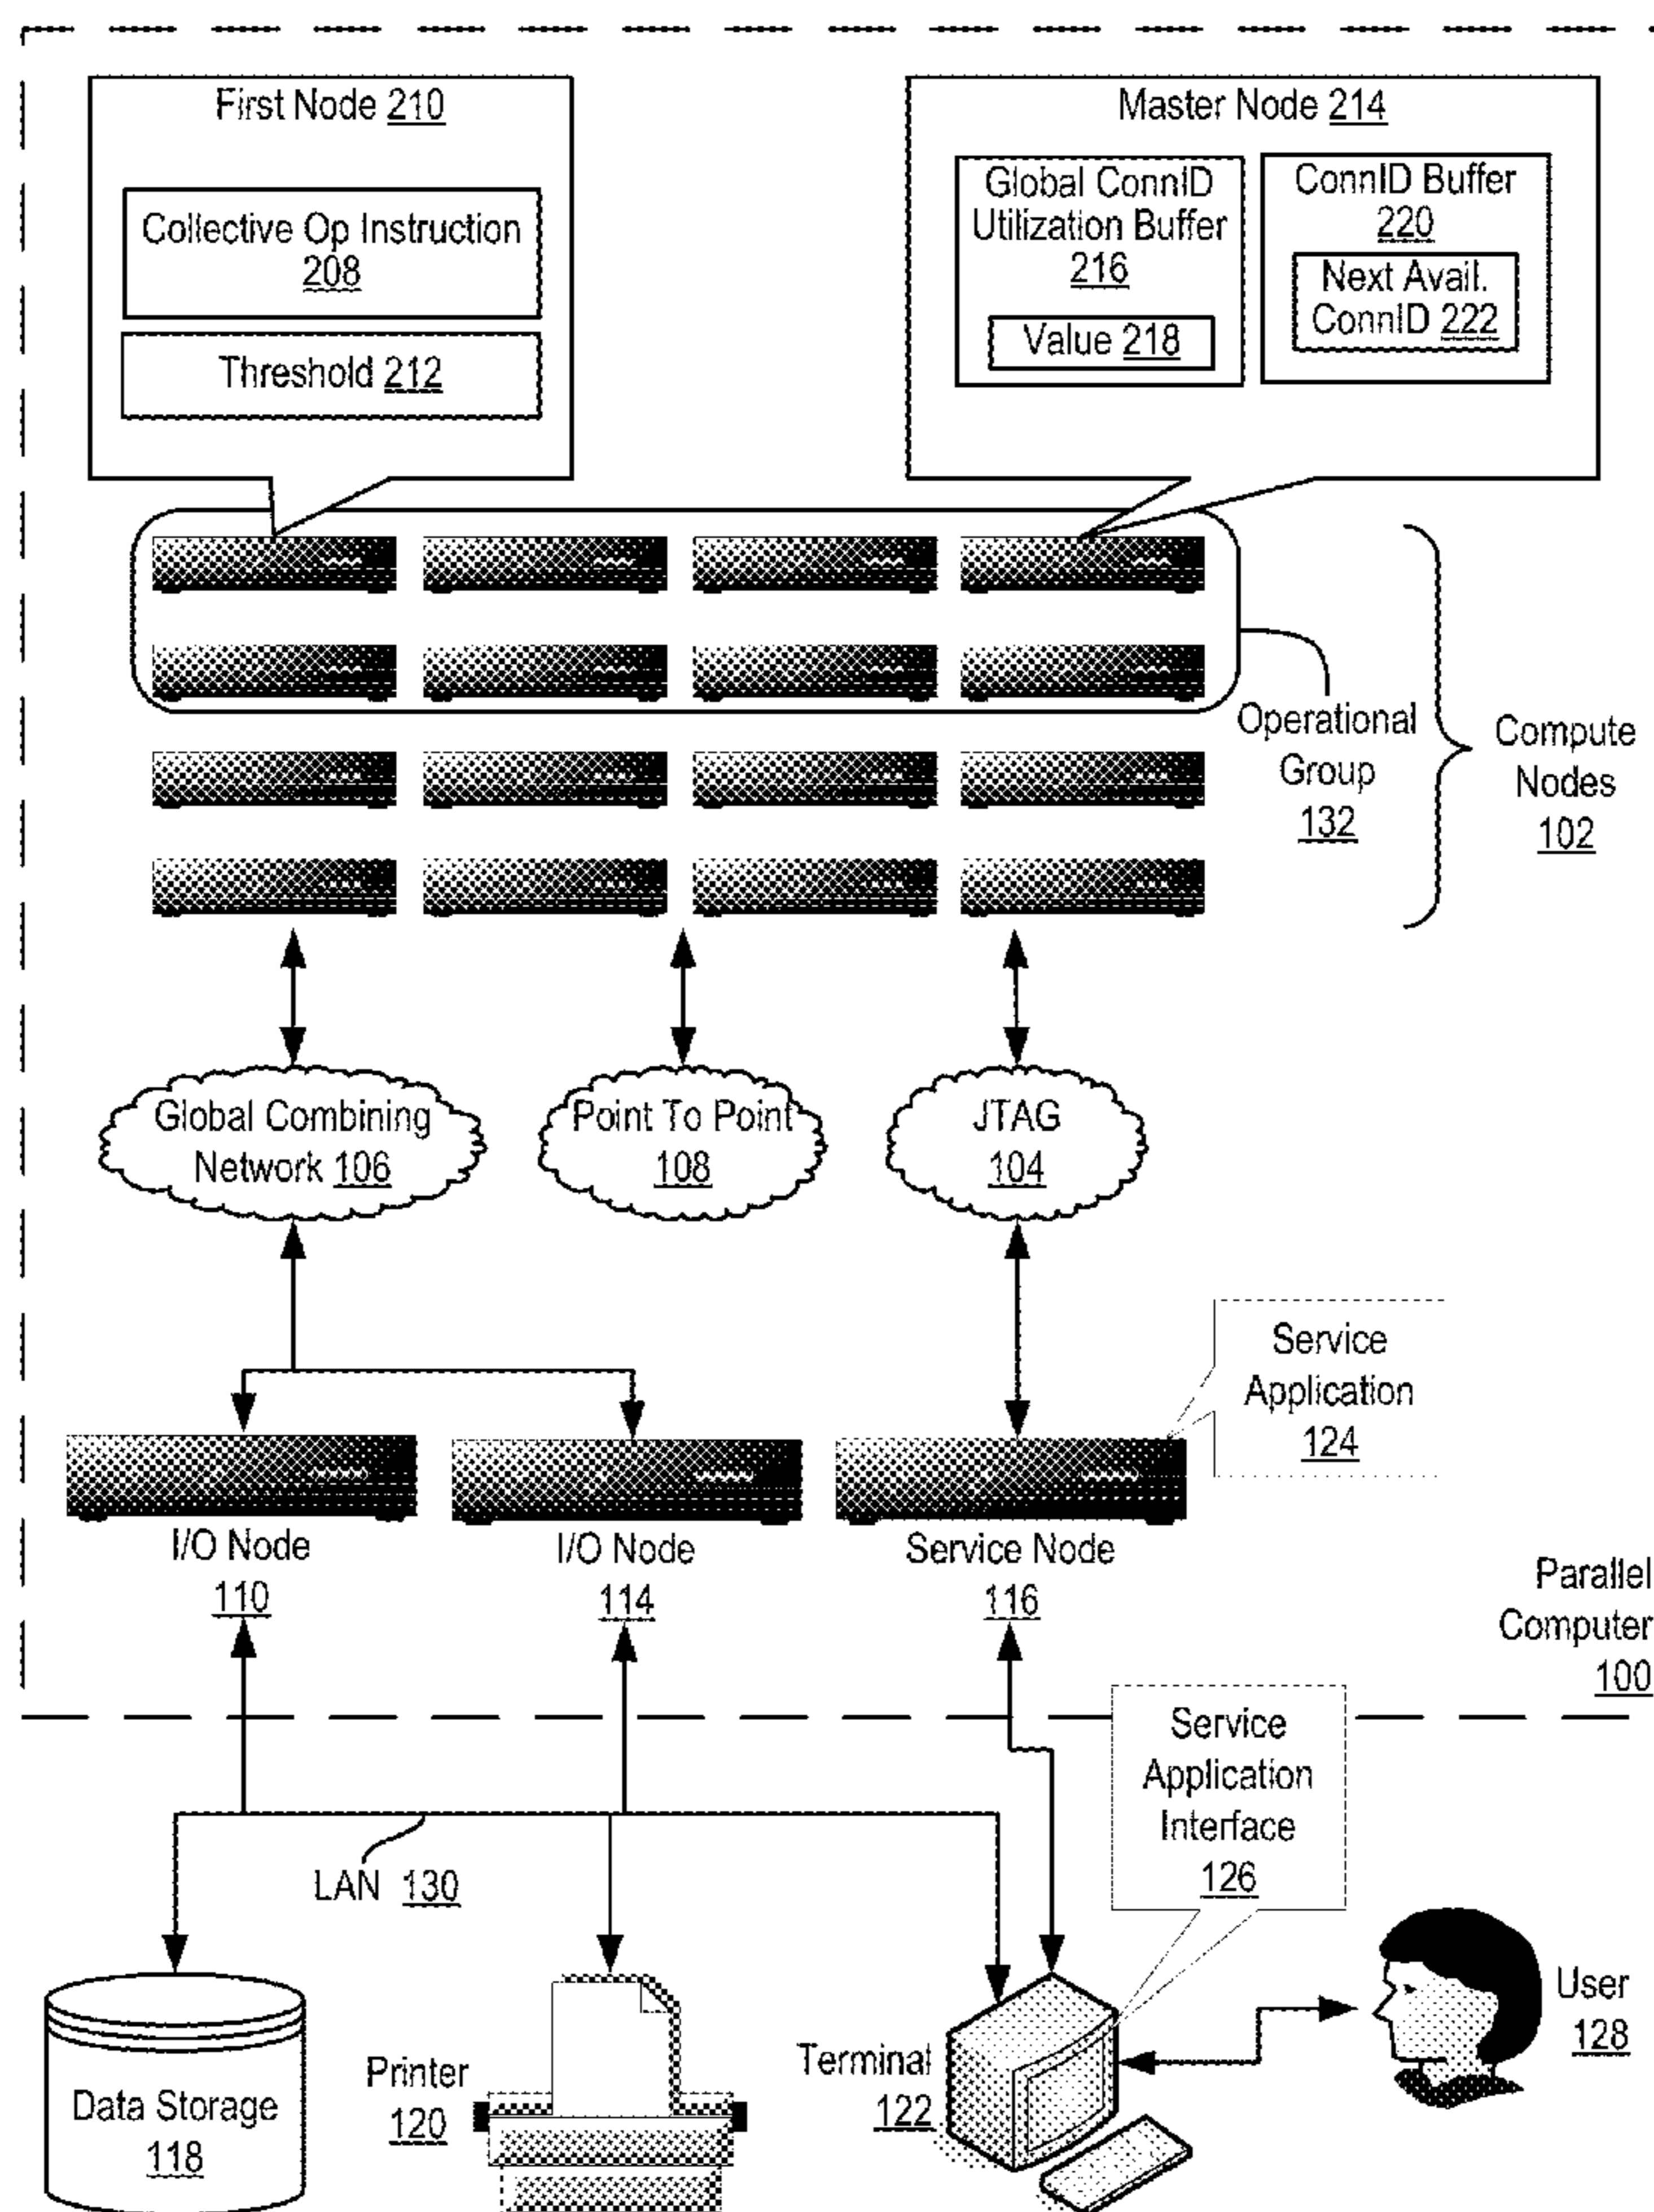 First Node 210
Collective Op Instruction
208
Threshold 212
Master Node 214
Global ConnID
Utilization Buffer
216
Value 218
ConnID Buffer
220
Next Avail.
ConnID 222
Operational
Group
132
Compute
Nodes
102
Global Combining
Network 106
Point To Point
108
JTAG
104
Service
Application
124
I/O Node
110
I/O Node
114
Service Node
116
Parallel
Computer
100
Service
Application
Interface
126
LAN 130
Data Storage
118
Printer
120
Terminal
122
User
128